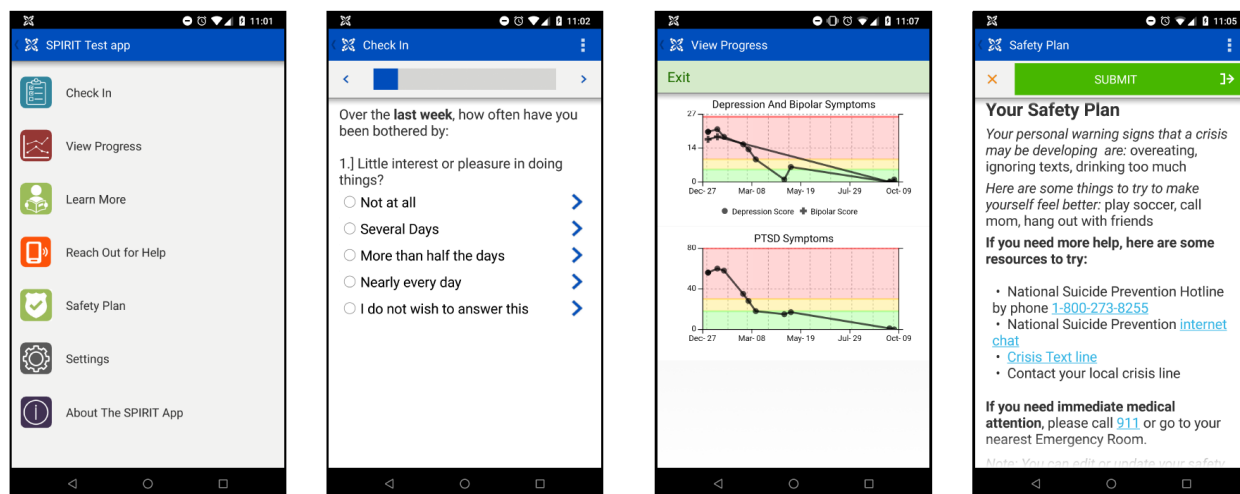 11:01
SPIRIT Test app
Check In
View Progress
Learn More
Reach Out for Help
Safety Plan
Settings
About The SPIRIT App
11:02
Check In
Over the last week, how often have you
been bothered by:
1.] Little interest or pleasure in doing
things?
Not at all
Several Days
More than half the days
Nearly every day
I do not wish to answer this
11:07
View Progress
Exit
Depression And Bipolar Symptoms
27
14
0
Dec- 27 Mar- 08 May- 19 Jul- 29 Oct- 09
Depression Score Bipolar Score
PTSD Symptoms
80
40
0
Dec- 27 Mar- 08 May- 19 Jul- 29 Oct- 09
11:05
Safety Plan
SUBMIT
Your Safety Plan
Your personal warning signs that a crisis
may be developing are: overeating,
ignoring texts, drinking too much
Here are some things to try to make
yourself feel better: play soccer, call
mom, hang out with friends
If you need more help, here are some
resources to try:
• National Suicide Prevention Hotline
by phone 1-800-273-8255
• National Suicide Prevention internet
chat
• Crisis Text line
• Contact your local crisis line
If you need immediate medical
attention, please call 911 or go to your
nearest Emergency Room.
Note: You can edit or update your safety